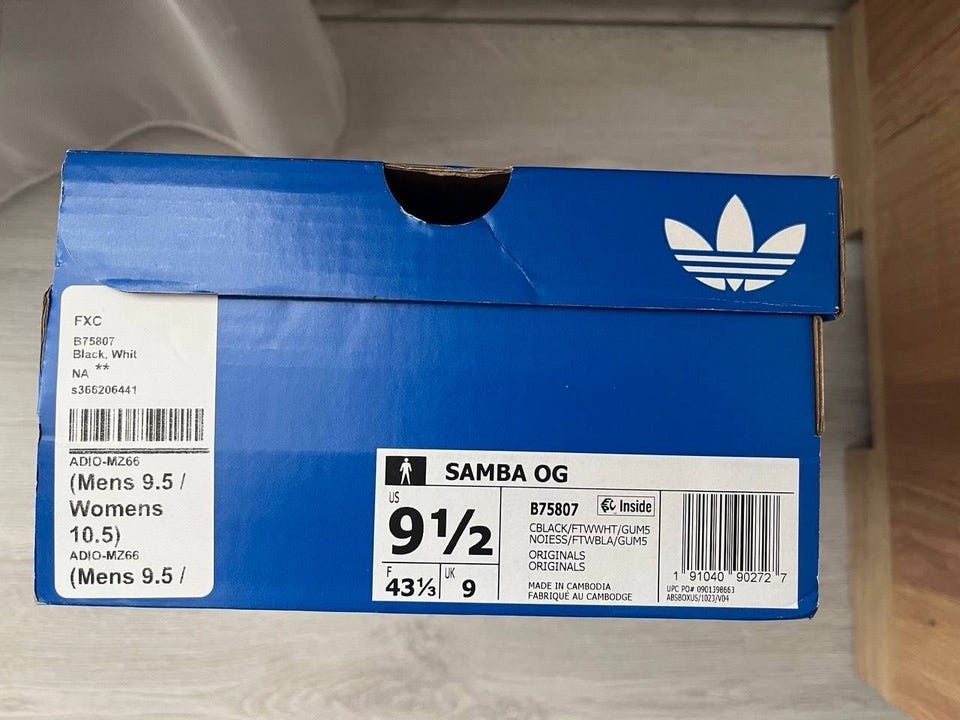 FXC
B75807
Black, Whit
NA **
s366206441
ADIO-MZ66
(Mens 9.5 /
Womens
10.5)
ADIO-MZ66
(Mens 9.5 /
SAMBA OG
US
9½
F
43⅓
UK
9
B75807
Inside
CBLACK/FTWWHT/GUM5
NOIESS/FTWBLA/GUM5
ORIGINALS
ORIGINALS
MADE IN CAMBODIA
FABRIQUÉ AU CAMBODGE
1 91040 90272 7
UPC PO# 0901398663
ABSBOXUS/1023/V04